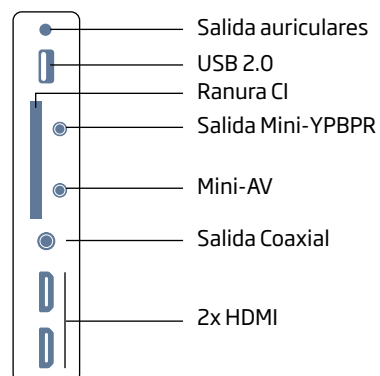 Salida auriculares
USB 2.0
Ranura CI
Salida Mini-YPBPR
Mini-AV
Salida Coaxial
2x HDMI